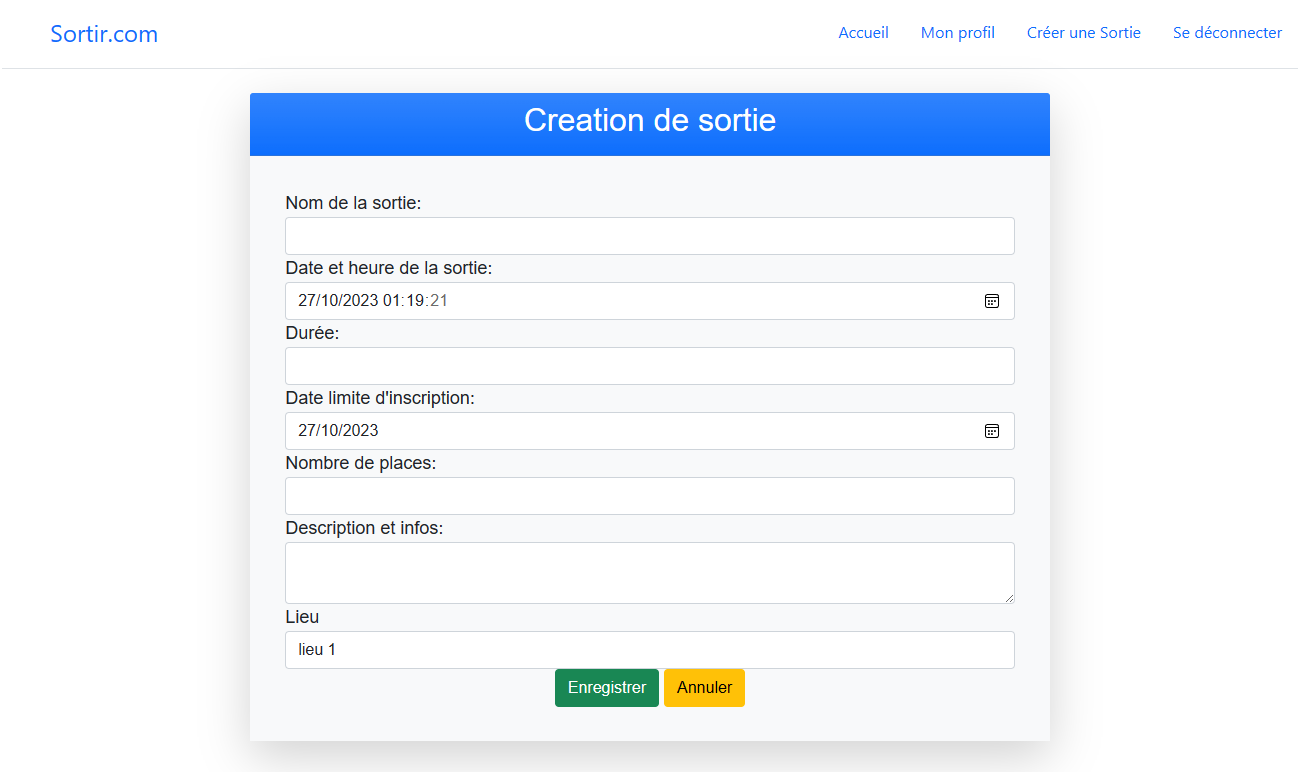 Sortir.com
Accueil Mon profil Créer une Sortie Se déconnecter
Creation de sortie
Nom de la sortie:
Date et heure de la sortie:
27/10/2023 01:19:21
Durée:
Date limite d'inscription:
27/10/2023
Nombre de places:
Description et infos:
Lieu
lieu 1
Enregistrer Annuler